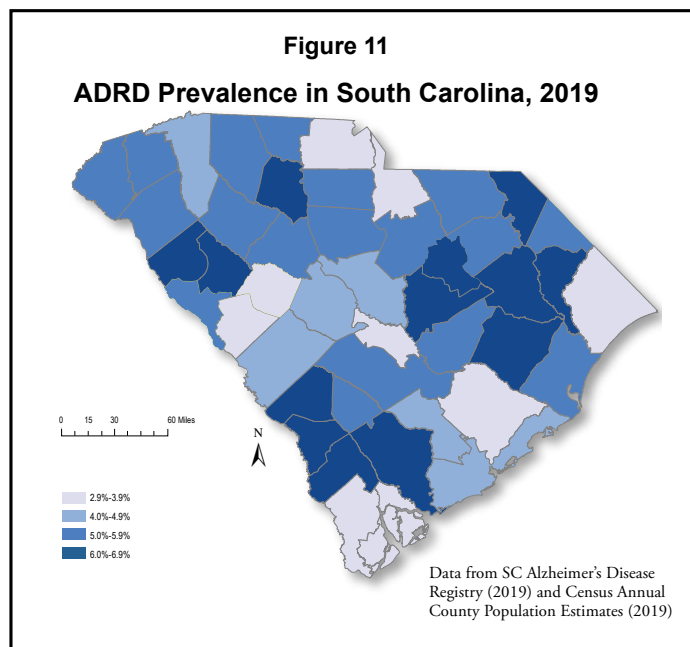 Figure 11
ADRD Prevalence in South Carolina, 2019
0 15 30 60 Miles
N
2.9%-3.9%
4.0%-4.9%
5.0%-5.9%
6.0%-6.9%
Data from SC Alzheimer's Disease
Registry (2019) and Census Annual
County Population Estimates (2019)